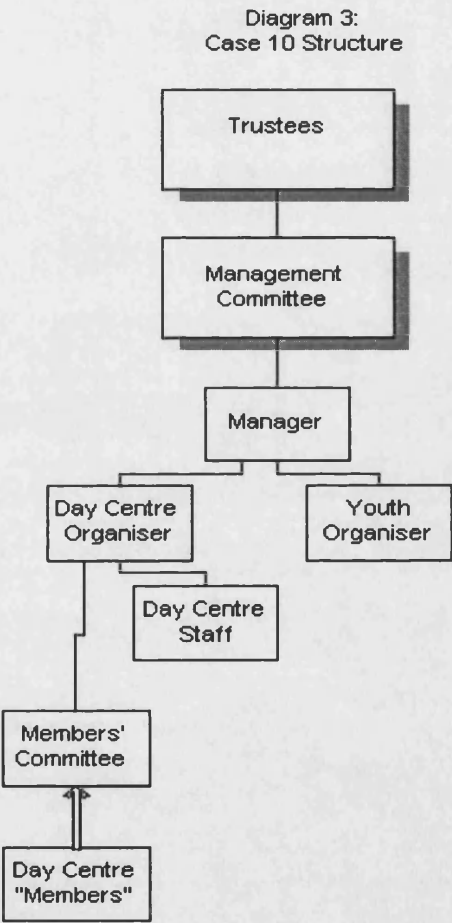 Diagram 3:
Case 10 Structure
Trustees
Management
Committee
Manager
Day Centre
Organiser
Youth
Organiser
Day Centre
Staff
Members'
Committee
Day Centre
"Members"